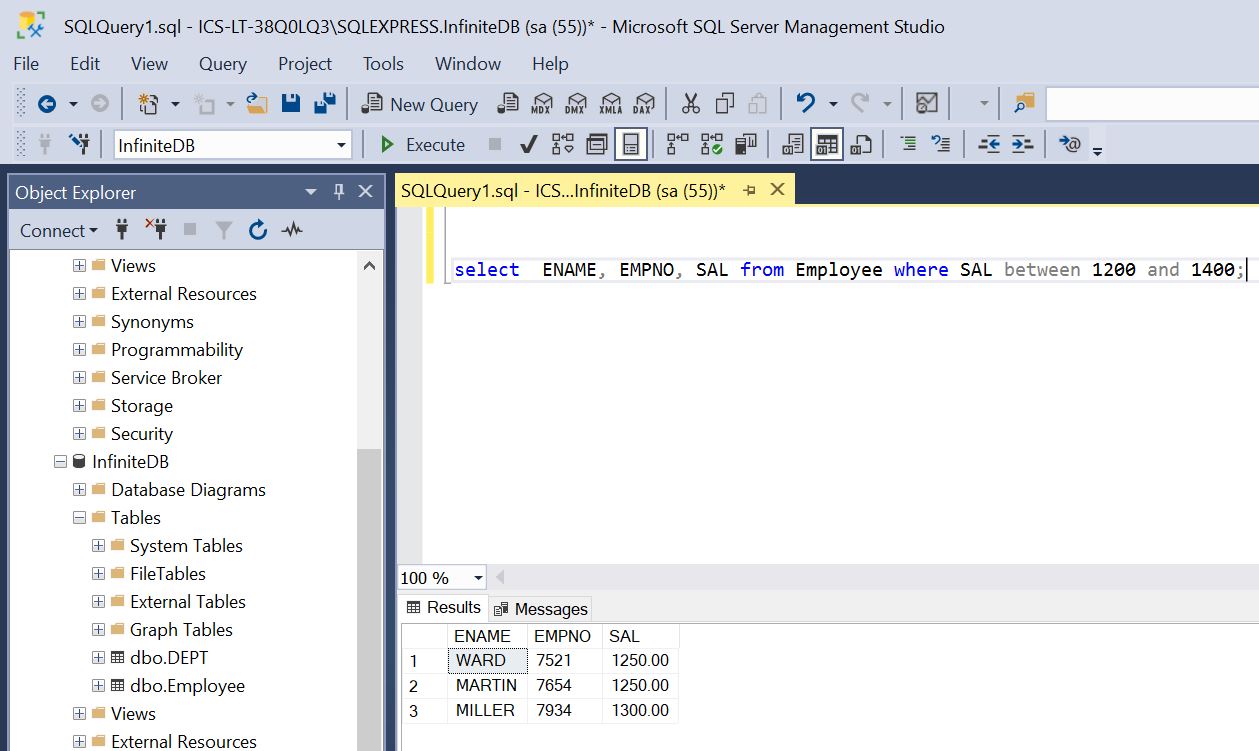 SQLQuery1.sql - ICS-LT-38Q0LQ3\SQLEXPRESS.InfiniteDB (sa (55))* - Microsoft SQL Server Management Studio
File Edit View Query Project Tools Window Help
New Query MDX DMX XMLA DAX
InfiniteDB Execute
Object Explorer
Connect
Views
External Resources
Synonyms
Programmability
Service Broker
Storage
Security
InfiniteDB
Database Diagrams
Tables
System Tables
FileTables
External Tables
Graph Tables
dbo.DEPT
dbo.Employee
Views
External Resources
SQLQuery1.sql - ICS...InfiniteDB (sa (55))*
select  ENAME, EMPNO, SAL from Employee where SAL between 1200 and 1400;
100 %
Results Messages
ENAME EMPNO SAL
1 WARD 7521 1250.00
2 MARTIN 7654 1250.00
3 MILLER 7934 1300.00